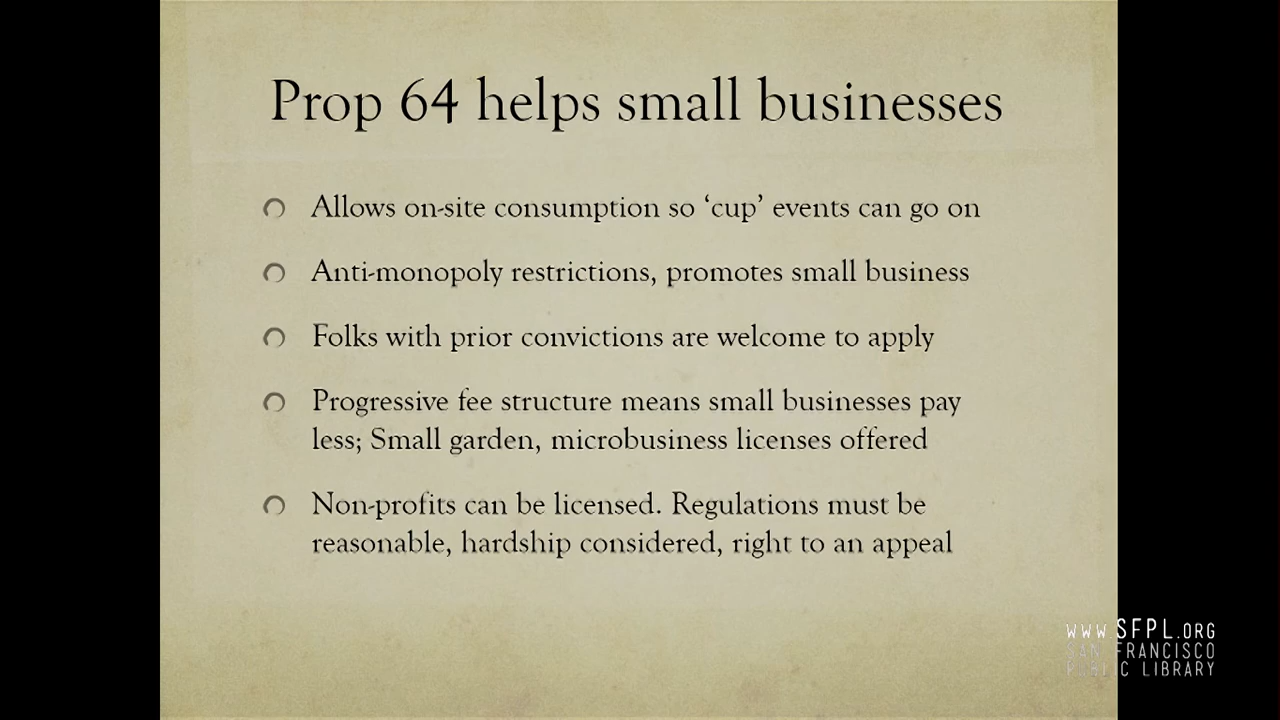 Prop 64 helps small businesses
Allows on-site consumption so ‘cup’ events can go on
Anti-monopoly restrictions, promotes small business
Folks with prior convictions are welcome to apply
Progressive fee structure means small businesses pay
less; Small garden, microbusiness licenses offered
Non-profits can be licensed. Regulations must be
reasonable, hardship considered, right to an appeal
WWW.SFPL.ORG
SAN FRANCISCO
PUBLIC LIBRARY